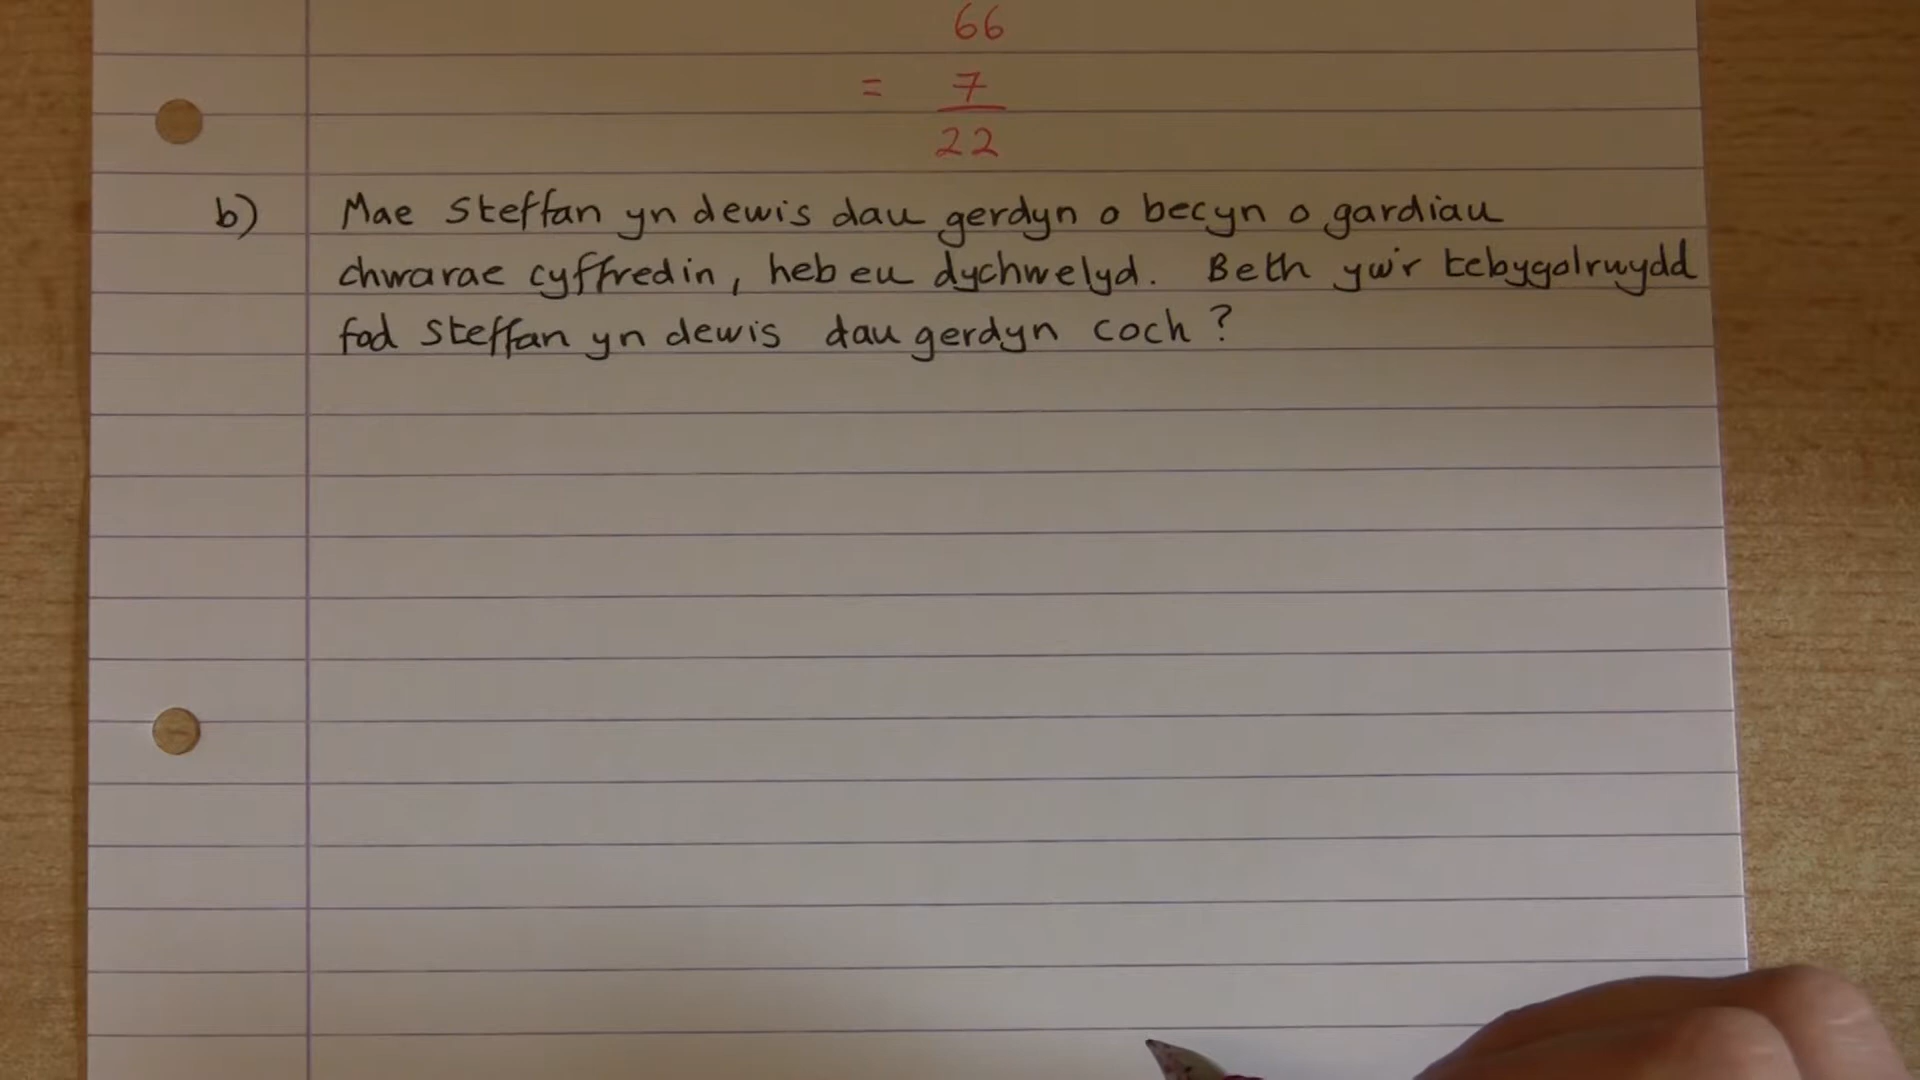 66
= 7
22
b) Mae Steffan yn dewis dau gerdyn o becyn o gardiau
chwarae cyffredin, heb eu dychwelyd. Beth yw'r tebygolrwydd
fod Steffan yn dewis dau gerdyn coch?